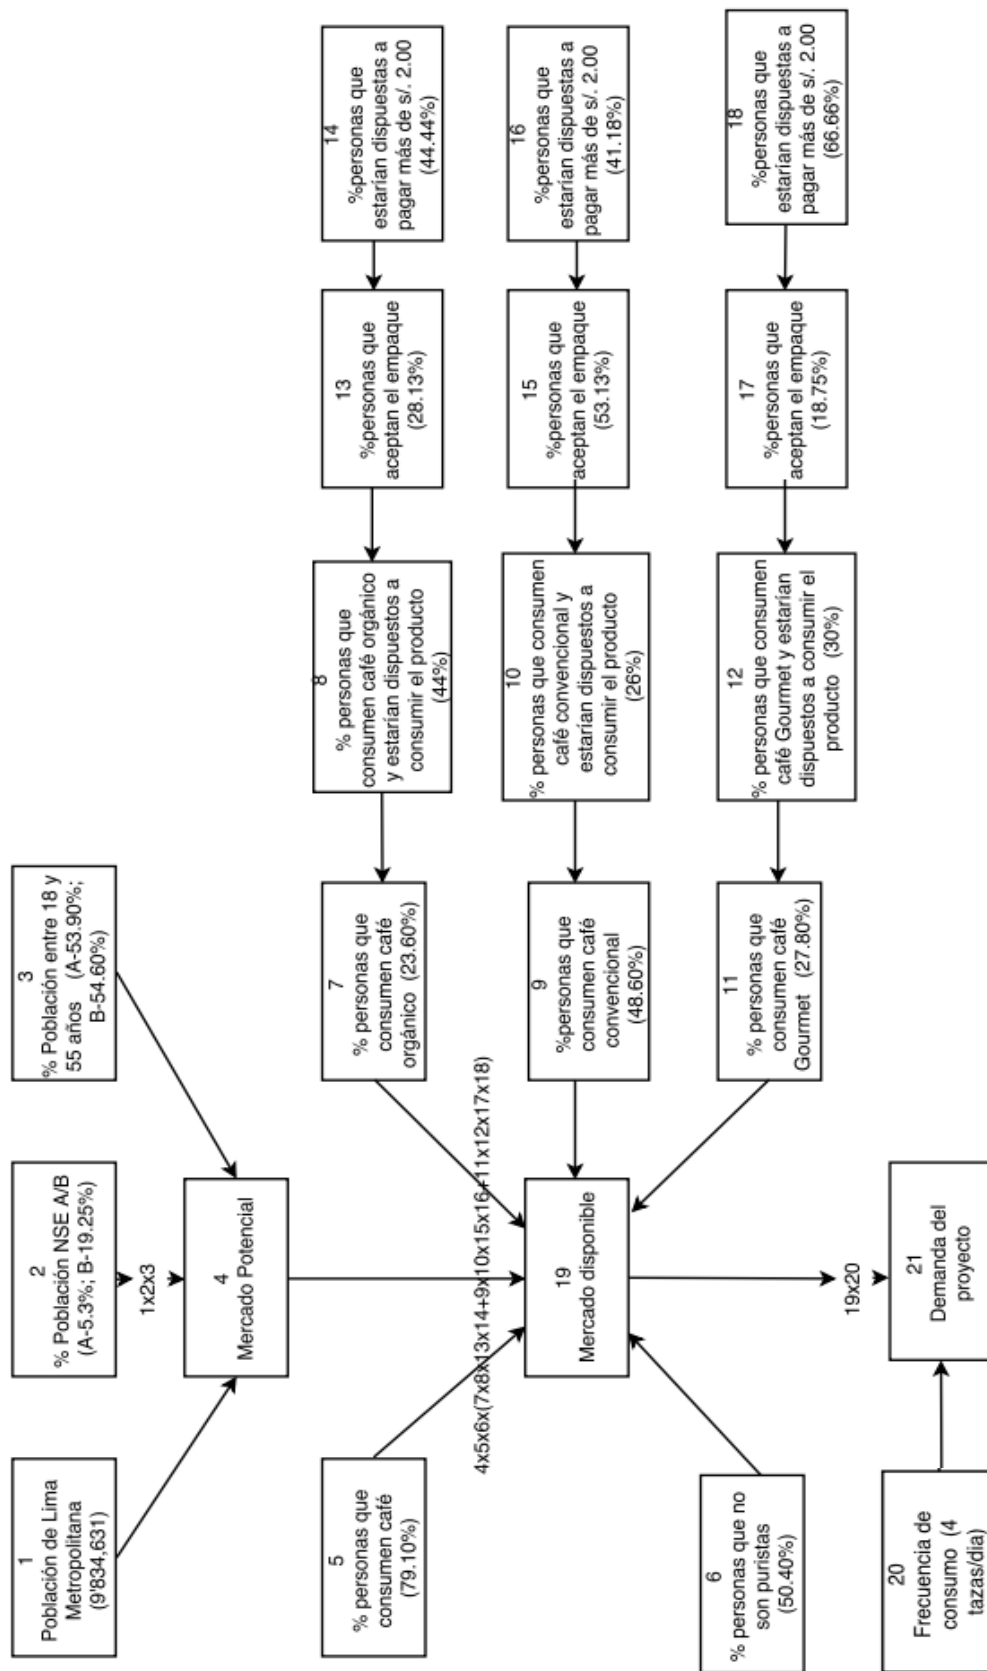 1
Población de Lima
Metropolitana
(9'834,631)
2
% Población NSE A/B
(A-5.3%; B-19.25%)
3
% Población entre 18 y
55 años (A-53.90%;
B-54.60%)
1x2x3
4
Mercado Potencial
5
% personas que
consumen café
(79.10%)
7
% personas que
consumen café
orgánico (23.60%)
8
% personas que
consumen café orgánico
y estarían dispuestos a
consumir el producto
(44%)
13
%personas que
aceptan el empaque
(28.13%)
14
%personas que
estarían dispuestas a
pagar más de s/. 2.00
(44.44%)
4x5x6x(7x8x13x14+9x10x15x16+11x12x17x18)
19
Mercado disponible
9
%personas que
consumen café
convencional
(48.60%)
10
% personas que consumen
café convencional y
estarían dispuestos a
consumir el producto
(26%)
15
%personas que
aceptan el empaque
(53.13%)
16
%personas que
estarían dispuestas a
pagar más de s/. 2.00
(41.18%)
6
% personas que no
son puristas
(50.40%)
11
% personas que
consumen café
Gourmet (27.80%)
12
% personas que consumen
café Gourmet y estarían
dispuestos a consumir el
producto (30%)
17
%personas que
aceptan el empaque
(18.75%)
18
%personas que
estarían dispuestas a
pagar más de s/. 2.00
(66.66%)
19x20
20
Frecuencia de
consumo (4
tazas/dia)
21
Demanda del
proyecto